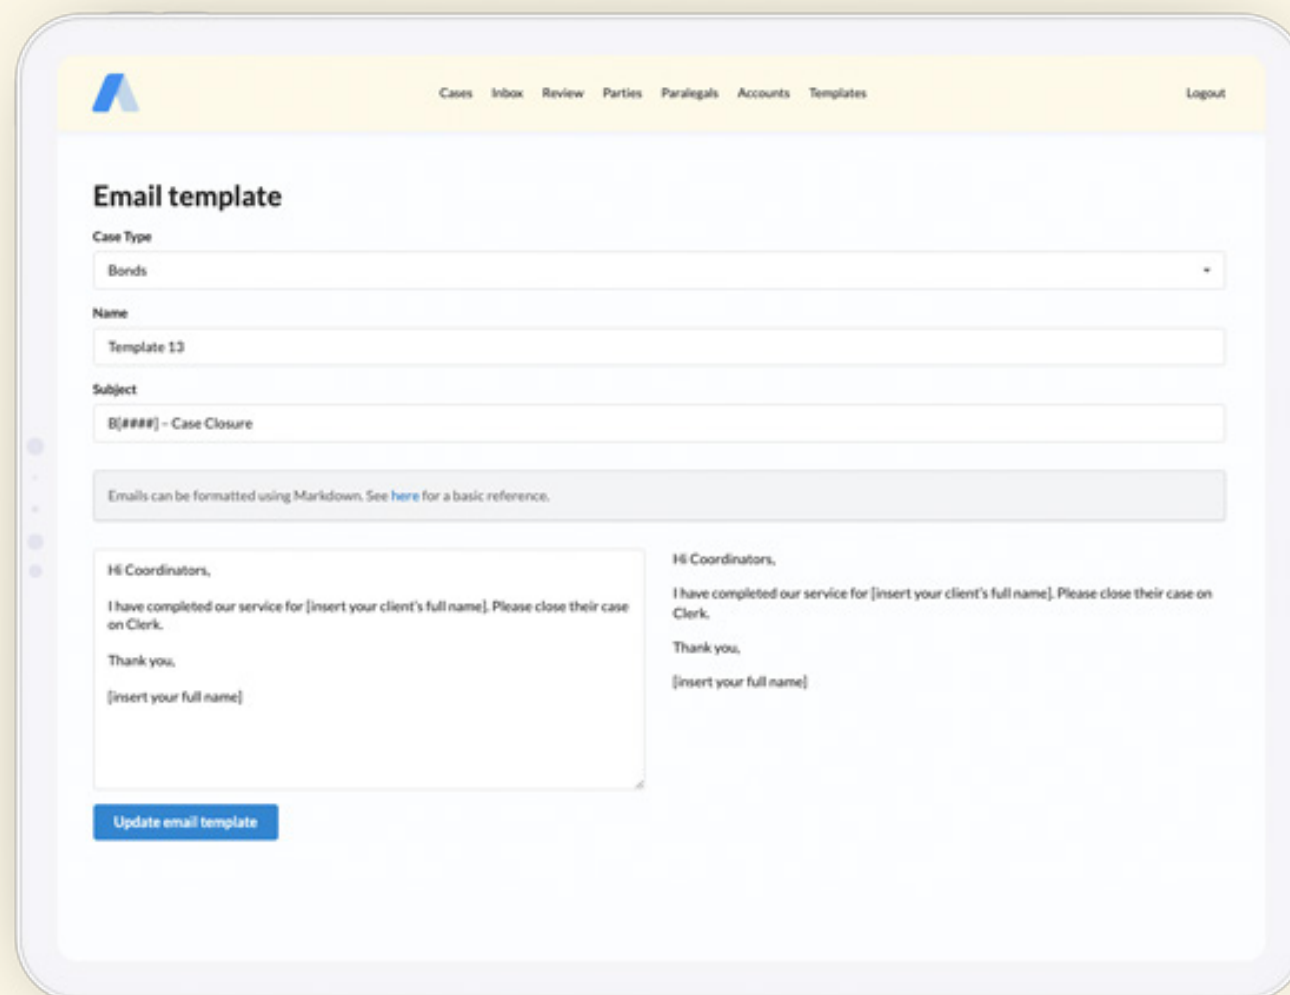 Cases Inbox Review Parties Paralegals Accounts Templates Logout
Email template
Case Type
Bonds
Name
Template 13
Subject
B[####] – Case Closure
Emails can be formatted using Markdown. See here for a basic reference.
Hi Coordinators,
I have completed our service for [insert your client's full name]. Please close their case
on Clerk.
Thank you,
[insert your full name]
Update email template
Hi Coordinators,
I have completed our service for [insert your client's full name]. Please close their case on
Clerk.
Thank you,
[insert your full name]